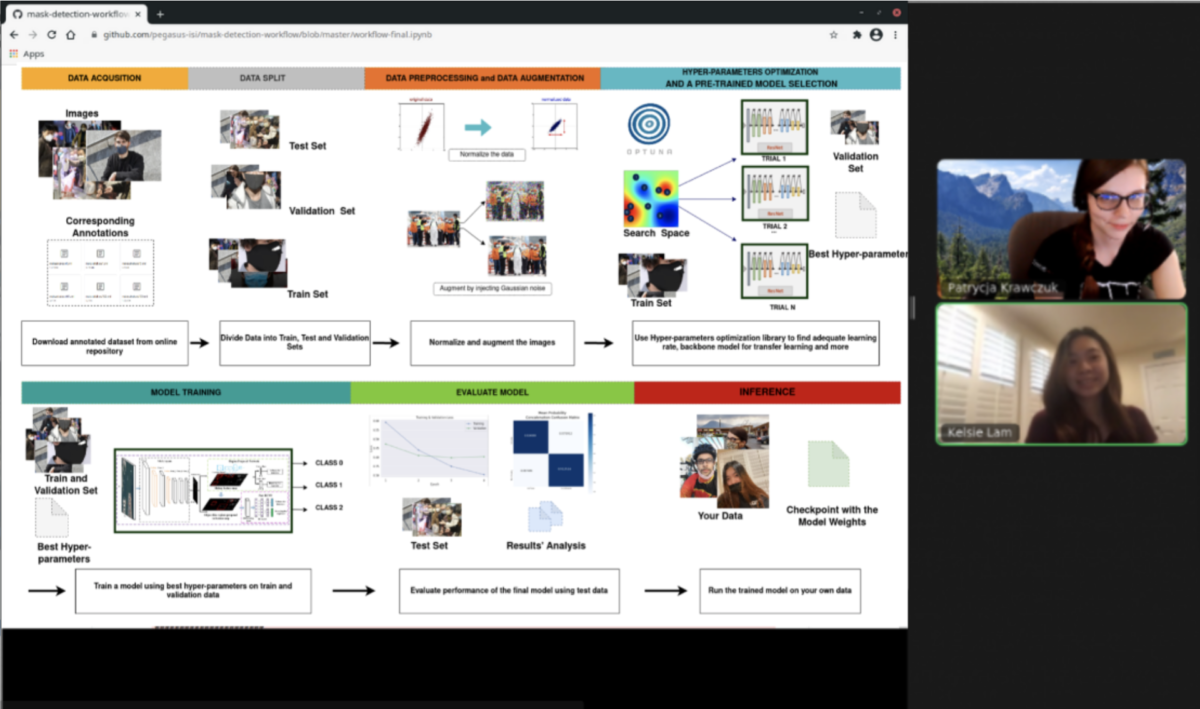 mask-detection-workflow
github.com/pegasus-isi/mask-detection-workflow/blob/master/workflow-final.ipynb
Apps
DATA ACQUSITION
DATA SPLIT
DATA PREPROCESSING and DATA AUGMENTATION
HYPER-PARAMETERS OPTIMIZATION
AND A PRE-TRAINED MODEL SELECTION
Images
Corresponding
Annotations
Test Set
Validation Set
Train Set
original data
normalized data
Normalize the data
Augment by injecting Gaussian noise
OPTUNA
Search Space
Train Set
TRIAL 1
TRIAL 2
TRIAL N
Validation
Set
Best Hyper-parameter
Download annotated dataset from online
repository
Divide Data into Train, Test and Validation
Sets
Normalize and augment the images
Use Hyper-parameters optimization library to find adequate learning
rate, backbone model for transfer learning and more
MODEL TRAINING
EVALUATE MODEL
INFERENCE
Train and
Validation Set
Best Hyper-
parameters
CLASS 0
CLASS 1
CLASS 2
Test Set
Results' Analysis
Your Data
Checkpoint with the
Model Weights
Train a model using best hyper-parameters on train and
validation data
Evaluate performance of the final model using test data
Run the trained model on your own data
Patrycja Krawczuk
Kelsie Lam